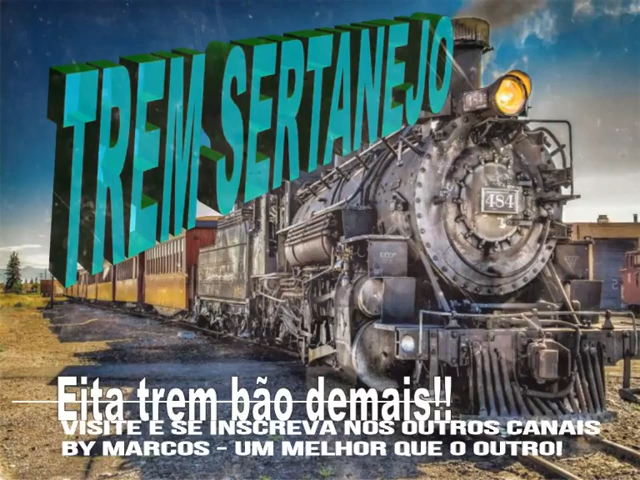 TREM SERTANEJO
484
Eita trem bão demais!!
VISITE E SE INSCREVA NOS OUTROS CANAIS
BY MARCOS - UM MELHOR QUE O OUTRO!